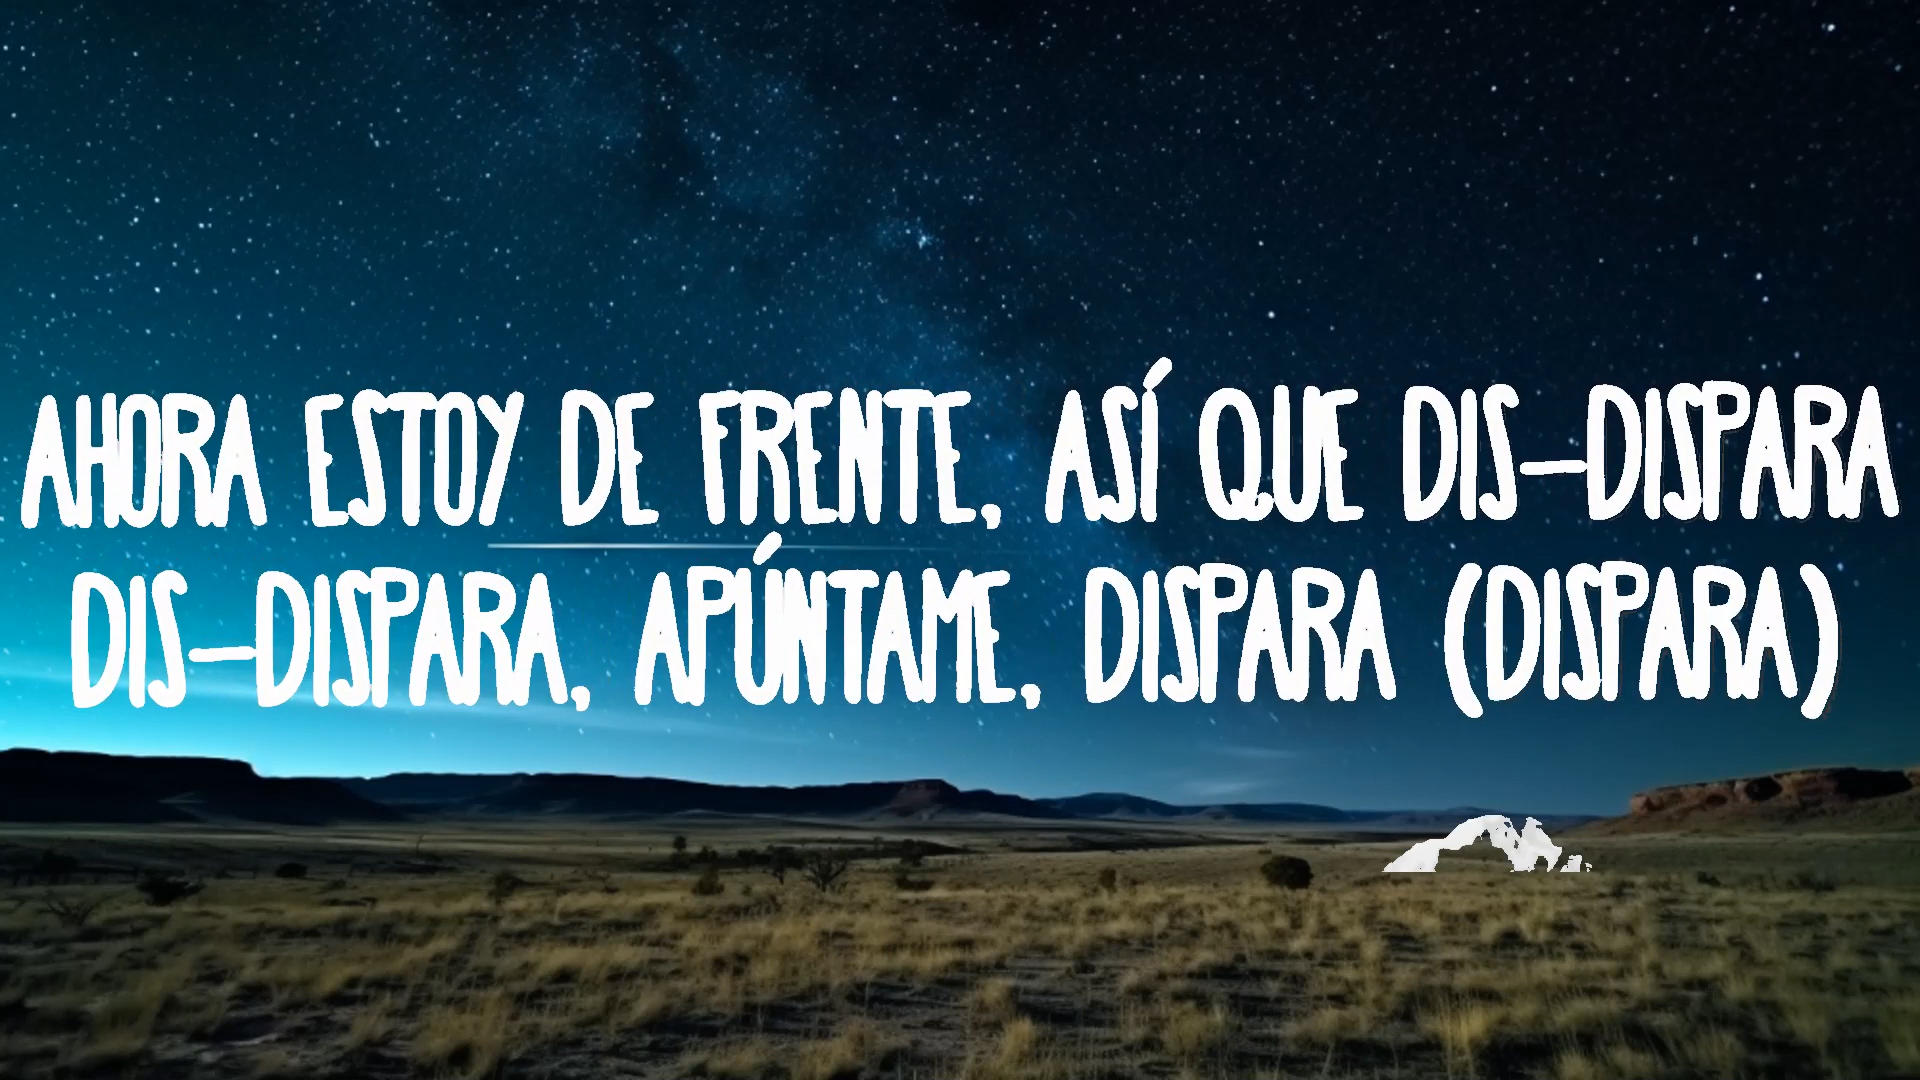 AHORA ESTOY DE FRENTE, ASÍ QUE DIS-DISPARA
DIS-DISPARA, APÚNTAME, DISPARA (DISPARA)